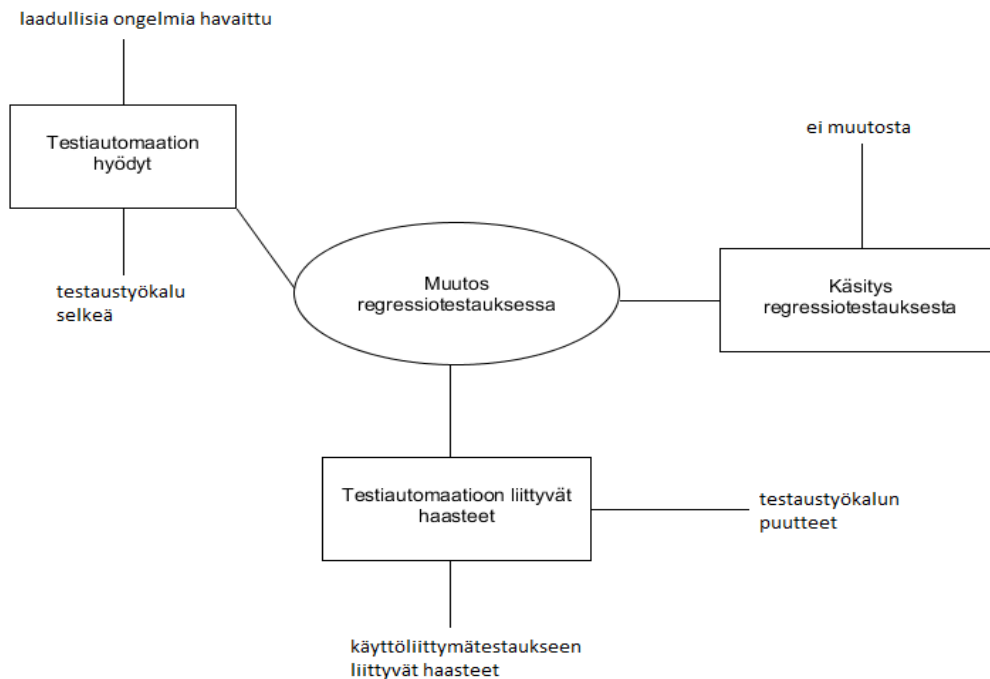 laadullisia ongelmia havaittu
Testiautomaation
hyödyt
testaustyökalu
selkeä
Muutos
regressiotestauksessa
ei muutosta
Käsitys
regressiotestauksesta
Testiautomaatioon liittyvät
haasteet
testaustyökalun
puutteet
käyttöliittymätestaukseen
liittyvät haasteet